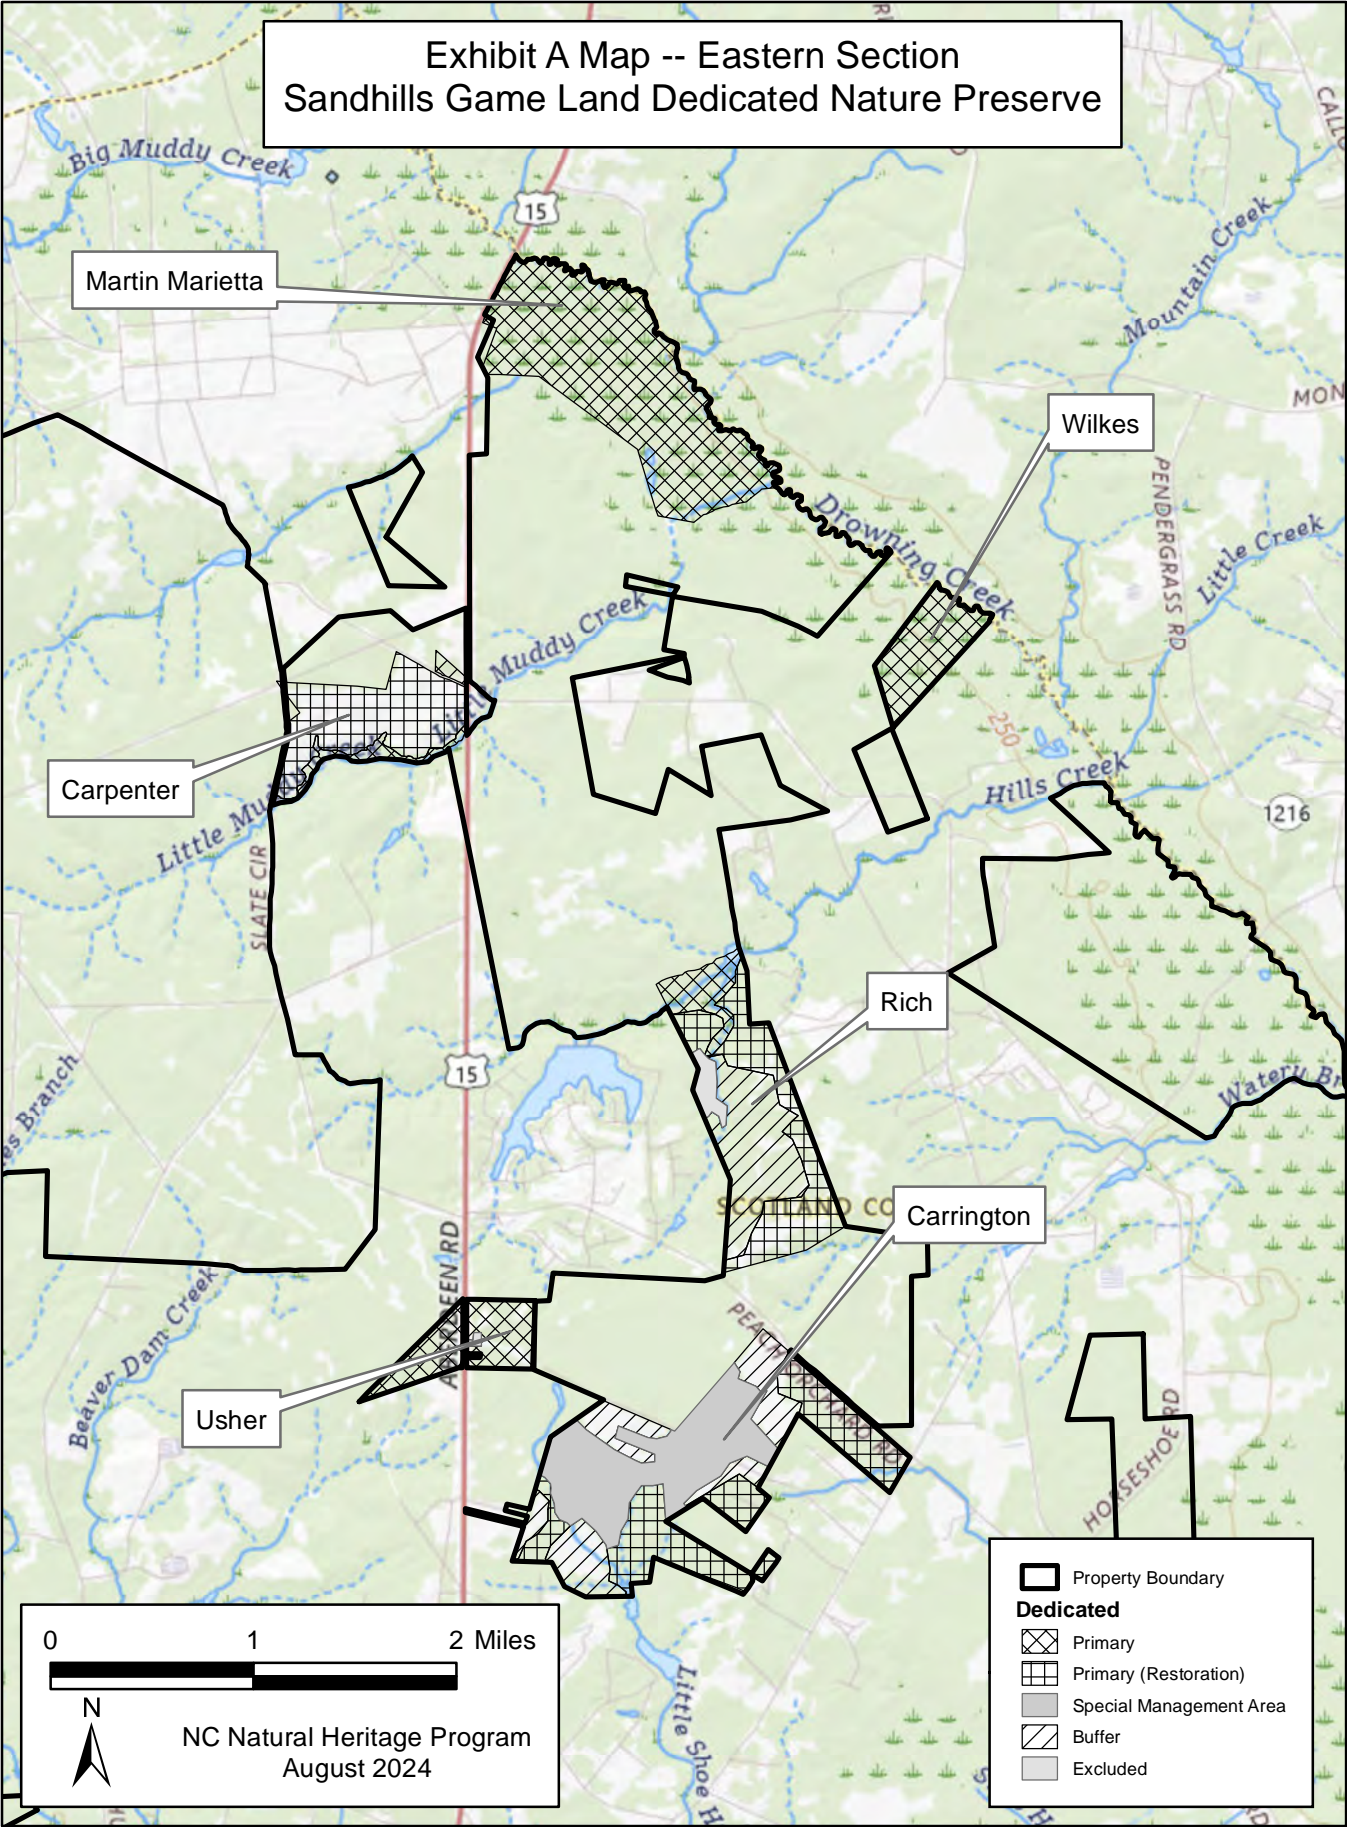 Exhibit A Map -- Eastern Section
Sandhills Game Land Dedicated Nature Preserve
Big Muddy Creek
15
Martin Marietta
Mountain Creek
Wilkes
PENDERGRASS RD
Little Creek
Drowning Creek
Little Muddy Creek
250
Carpenter
Little Muddy Creek
Hills Creek
1216
SLATE CIR
Rich
15
Watery Br
es Branch
SCOTLAND CO
Carrington
ABERDEEN RD
Beaver Dam Creek
PEACH ORCHARD RD
Usher
HORSESHOE RD
Little Shoe H
Property Boundary
Dedicated
Primary
Primary (Restoration)
Special Management Area
Buffer
Excluded
0 1 2 Miles
N
NC Natural Heritage Program
August 2024